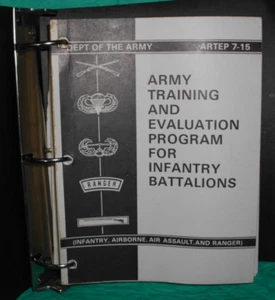 DEPT OF THE ARMY ARTEP 7-15
ARMY
TRAINING
AND
EVALUATION
PROGRAM
FOR
INFANTRY
BATTALIONS
RANGER
(INFANTRY, AIRBORNE, AIR ASSAULT, AND RANGER)